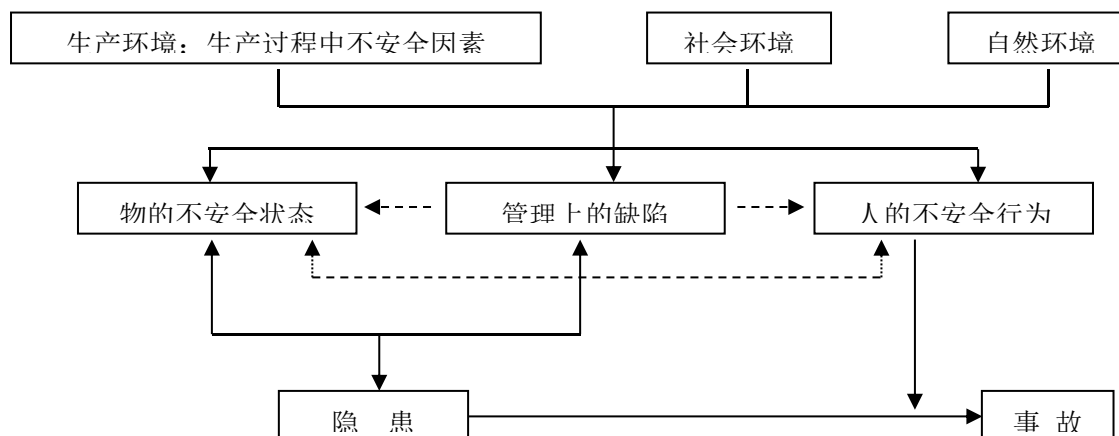 生产环境：生产过程中不安全因素
社会环境
自然环境
物的不安全状态
管理上的缺陷
人的不安全行为
隐 患
事 故